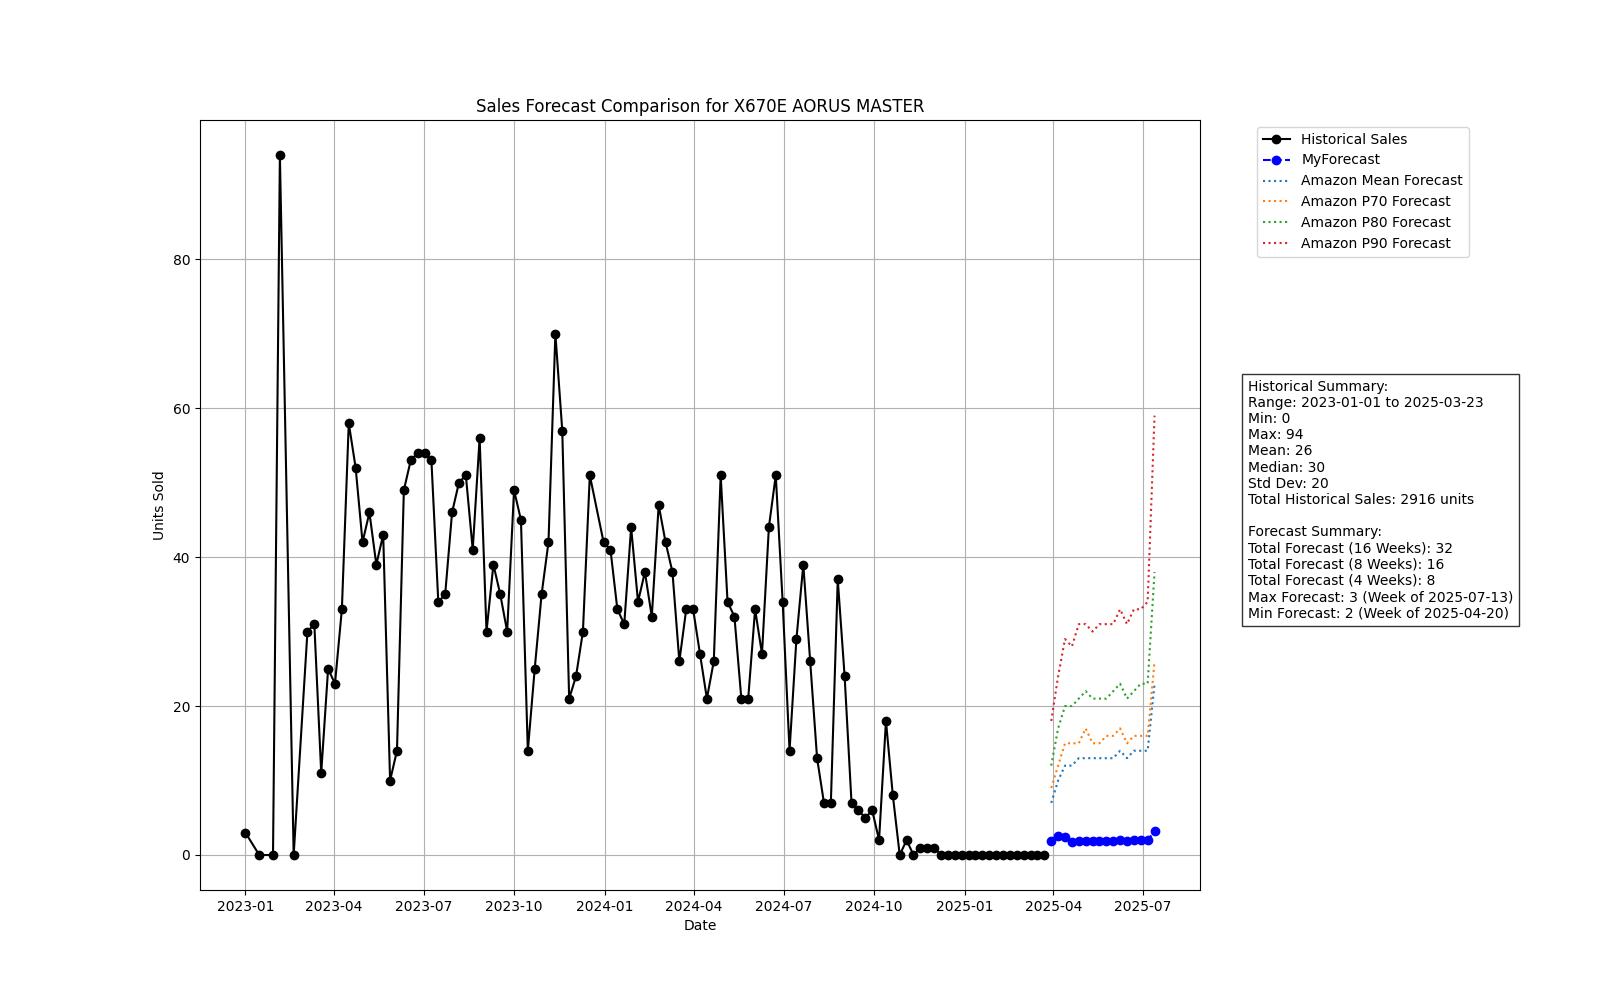 Sales Forecast Comparison for X670E AORUS MASTER
Units Sold
80
60
40
20
0
2023-01 2023-04 2023-07 2023-10 2024-01 2024-04 2024-07 2024-10 2025-01 2025-04 2025-07
Date
Historical Sales
MyForecast
Amazon Mean Forecast
Amazon P70 Forecast
Amazon P80 Forecast
Amazon P90 Forecast
Historical Summary:
Range: 2023-01-01 to 2025-03-23
Min: 0
Max: 94
Mean: 26
Median: 30
Std Dev: 20
Total Historical Sales: 2916 units
Forecast Summary:
Total Forecast (16 Weeks): 32
Total Forecast (8 Weeks): 16
Total Forecast (4 Weeks): 8
Max Forecast: 3 (Week of 2025-07-13)
Min Forecast: 2 (Week of 2025-04-20)